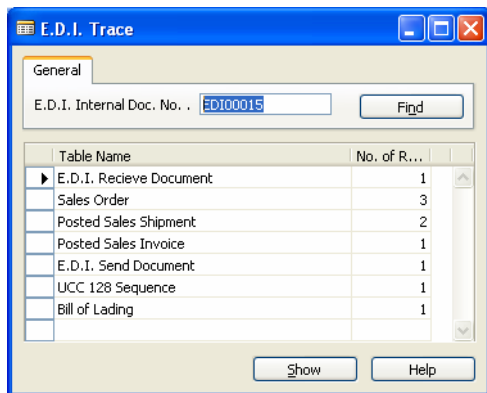 E.D.I. Trace
General
E.D.I. Internal Doc. No. . EDI00015 Find
Table Name No. of R...
E.D.I. Recieve Document 1
Sales Order 3
Posted Sales Shipment 2
Posted Sales Invoice 1
E.D.I. Send Document 1
UCC 128 Sequence 1
Bill of Lading 1
Show Help